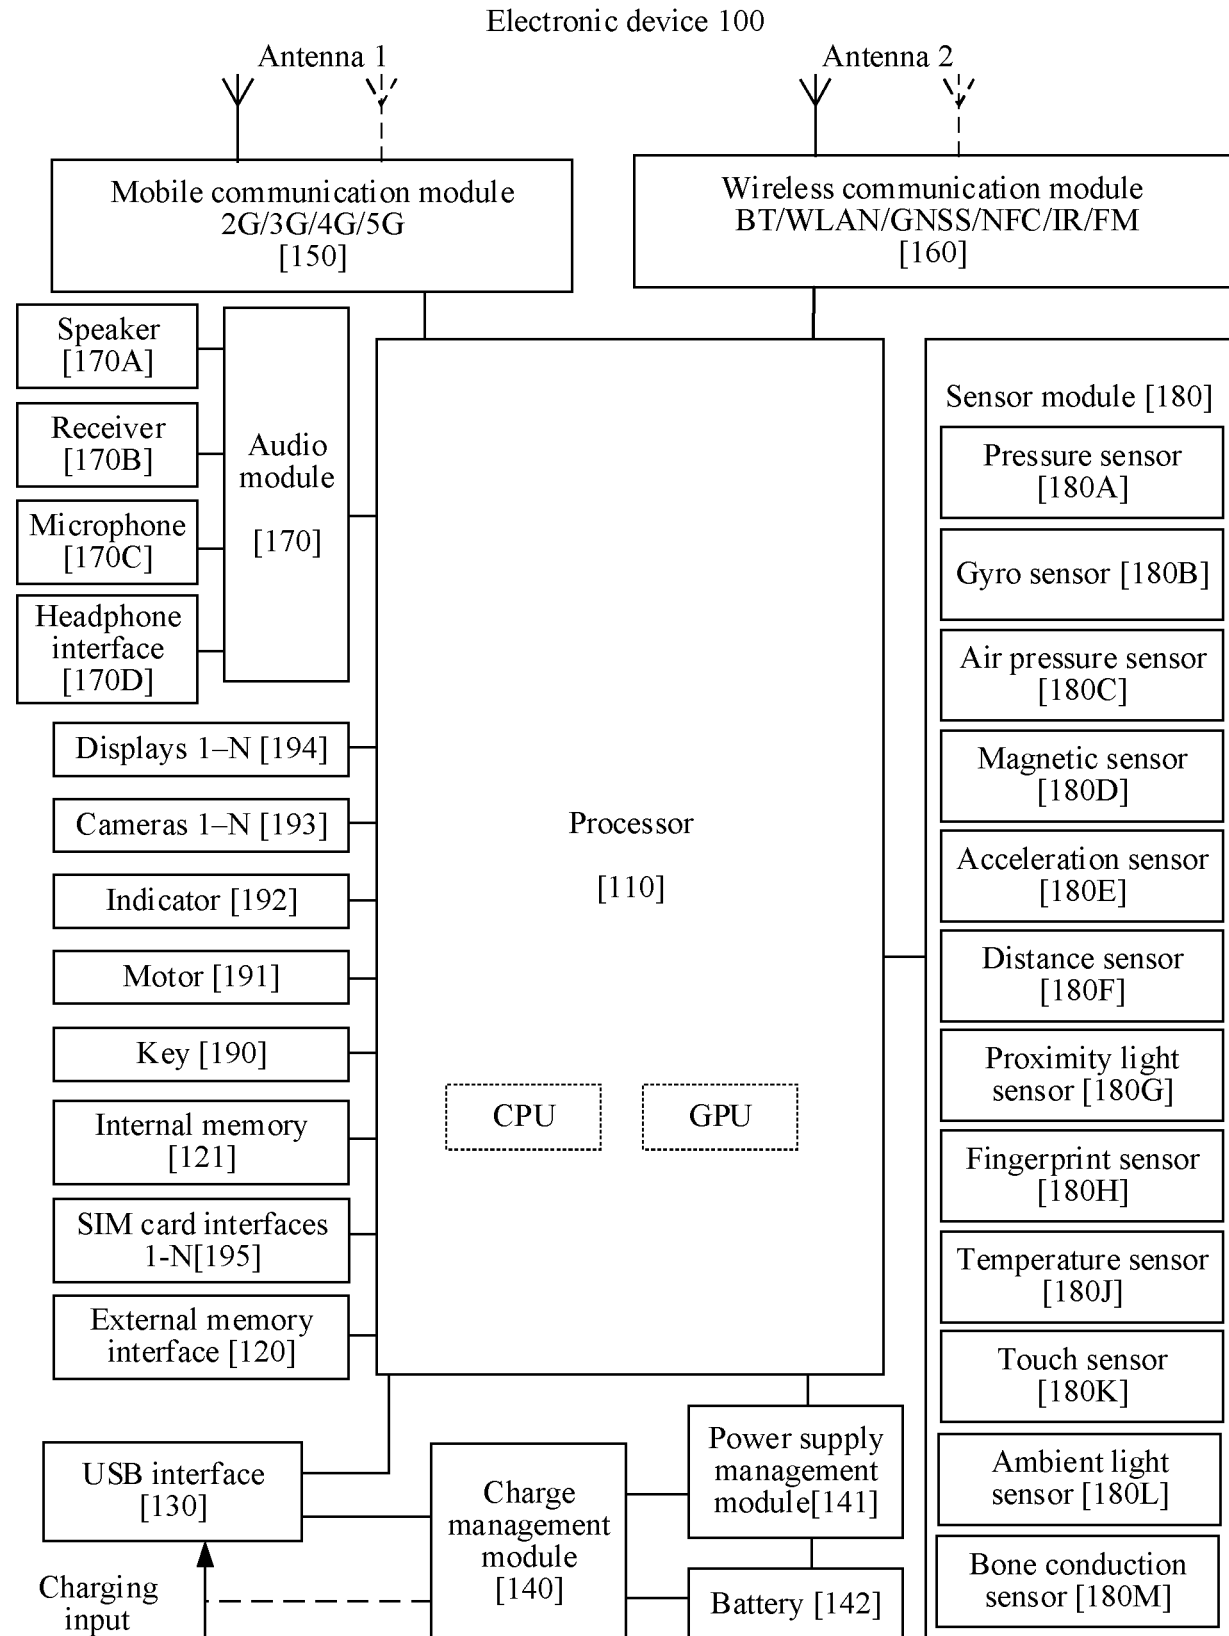 Electronic device 100
Antenna 1
Antenna 2
Mobile communication module
2G/3G/4G/5G
[150]
Wireless communication module
BT/WLAN/GNSS/NFC/IR/FM
[160]
Speaker
[170A]
Receiver
[170B]
Microphone
[170C]
Headphone
interface
[170D]
Audio
module
[170]
Displays 1–N [194]
Cameras 1–N [193]
Indicator [192]
Motor [191]
Key [190]
Internal memory
[121]
SIM card interfaces
1-N[195]
External memory
interface [120]
Processor
[110]
CPU
GPU
Sensor module [180]
Pressure sensor
[180A]
Gyro sensor [180B]
Air pressure sensor
[180C]
Magnetic sensor
[180D]
Acceleration sensor
[180E]
Distance sensor
[180F]
Proximity light
sensor [180G]
Fingerprint sensor
[180H]
Temperature sensor
[180J]
Touch sensor
[180K]
Ambient light
sensor [180L]
Bone conduction
sensor [180M]
USB interface
[130]
Charging
input
Charge
management
module
[140]
Power supply
management
module[141]
Battery [142]